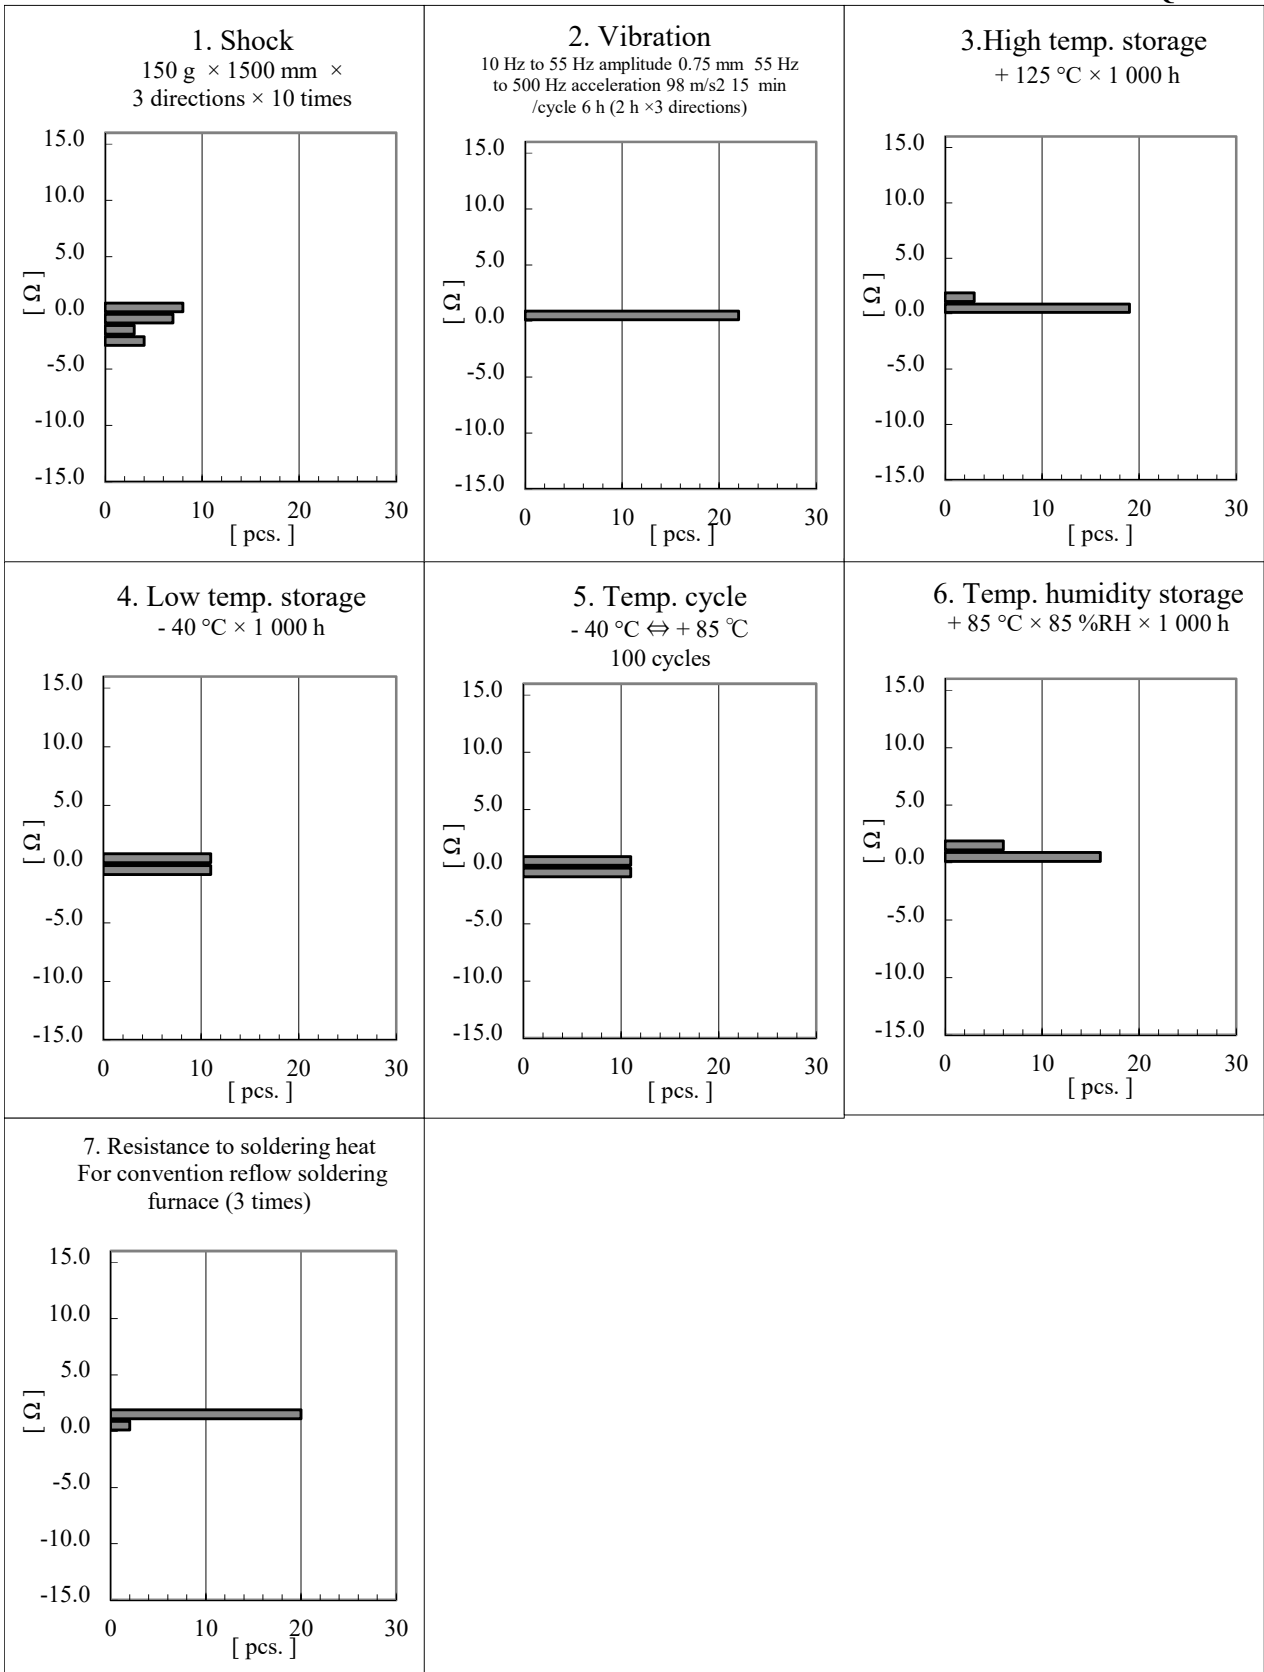 1. Shock
150 g × 1500 mm ×
3 directions × 10 times
15.0
10.0
5.0
0.0
-5.0
-10.0
-15.0
[ Ω ]
0 10 20 30
[ pcs. ]
2. Vibration
10 Hz to 55 Hz amplitude 0.75 mm 55 Hz
to 500 Hz acceleration 98 m/s2 15 min
/cycle 6 h (2 h ×3 directions)
15.0
10.0
5.0
0.0
-5.0
-10.0
-15.0
[ Ω ]
0 10 20 30
[ pcs. ]
3.High temp. storage
+ 125 °C × 1 000 h
15.0
10.0
5.0
0.0
-5.0
-10.0
-15.0
[ Ω ]
0 10 20 30
[ pcs. ]
4. Low temp. storage
- 40 °C × 1 000 h
15.0
10.0
5.0
0.0
-5.0
-10.0
-15.0
[ Ω ]
0 10 20 30
[ pcs. ]
5. Temp. cycle
- 40 °C ⇔ + 85 ℃
100 cycles
15.0
10.0
5.0
0.0
-5.0
-10.0
-15.0
[ Ω ]
0 10 20 30
[ pcs. ]
6. Temp. humidity storage
+ 85 °C × 85 %RH × 1 000 h
15.0
10.0
5.0
0.0
-5.0
-10.0
-15.0
[ Ω ]
0 10 20 30
[ pcs. ]
7. Resistance to soldering heat
For convention reflow soldering
furnace (3 times)
15.0
10.0
5.0
0.0
-5.0
-10.0
-15.0
[ Ω ]
0 10 20 30
[ pcs. ]